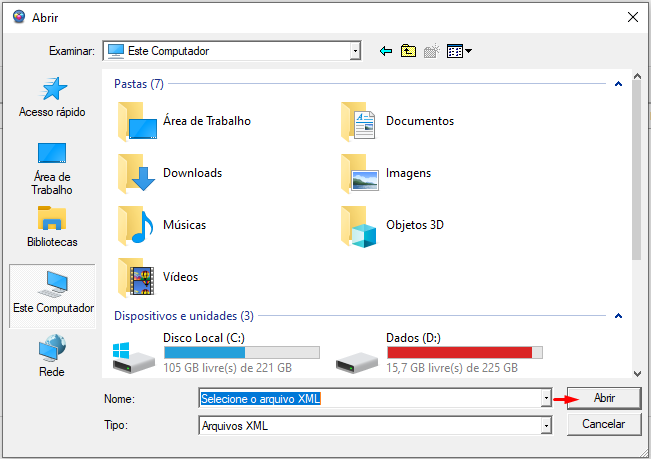 Abrir
Examinar:
Este Computador
Acesso rápido
Área de
Trabalho
Bibliotecas
Este Computador
Rede
Pastas (7)
Área de Trabalho
Documentos
Downloads
Imagens
Músicas
Objetos 3D
Vídeos
Dispositivos e unidades (3)
Disco Local (C:)
105 GB livre(s) de 221 GB
Dados (D:)
15,7 GB livre(s) de 225 GB
Nome:
Selecione o arquivo XML
Abrir
Tipo:
Arquivos XML
Cancelar